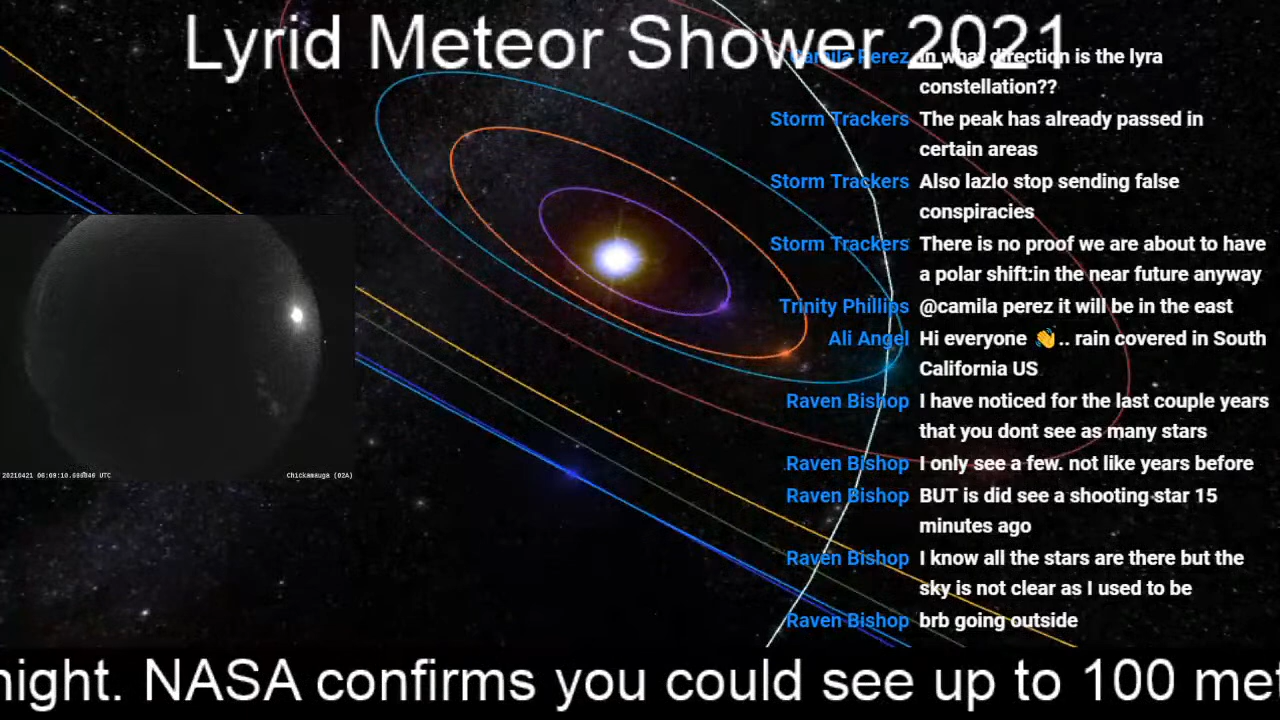 Lyrid Meteor Shower 2021
Camila Perez In what direction is the lyra
constellation??
Storm Trackers The peak has already passed in
certain areas
Storm Trackers Also lazlo stop sending false
conspiracies
Storm Trackers There is no proof we are about to have
a polar shift:in the near future anyway
Trinity Phillips @camila perez it will be in the east
Ali Angel Hi everyone 👋.. rain covered in South
California US
Raven Bishop I have noticed for the last couple years
that you dont see as many stars
Raven Bishop I only see a few. not like years before
Raven Bishop BUT is did see a shooting star 15
minutes ago
Raven Bishop I know all the stars are there but the
sky is not clear as I used to be
Raven Bishop brb going outside
UTC
Chickamauga (02A)
night. NASA confirms you could see up to 100 met